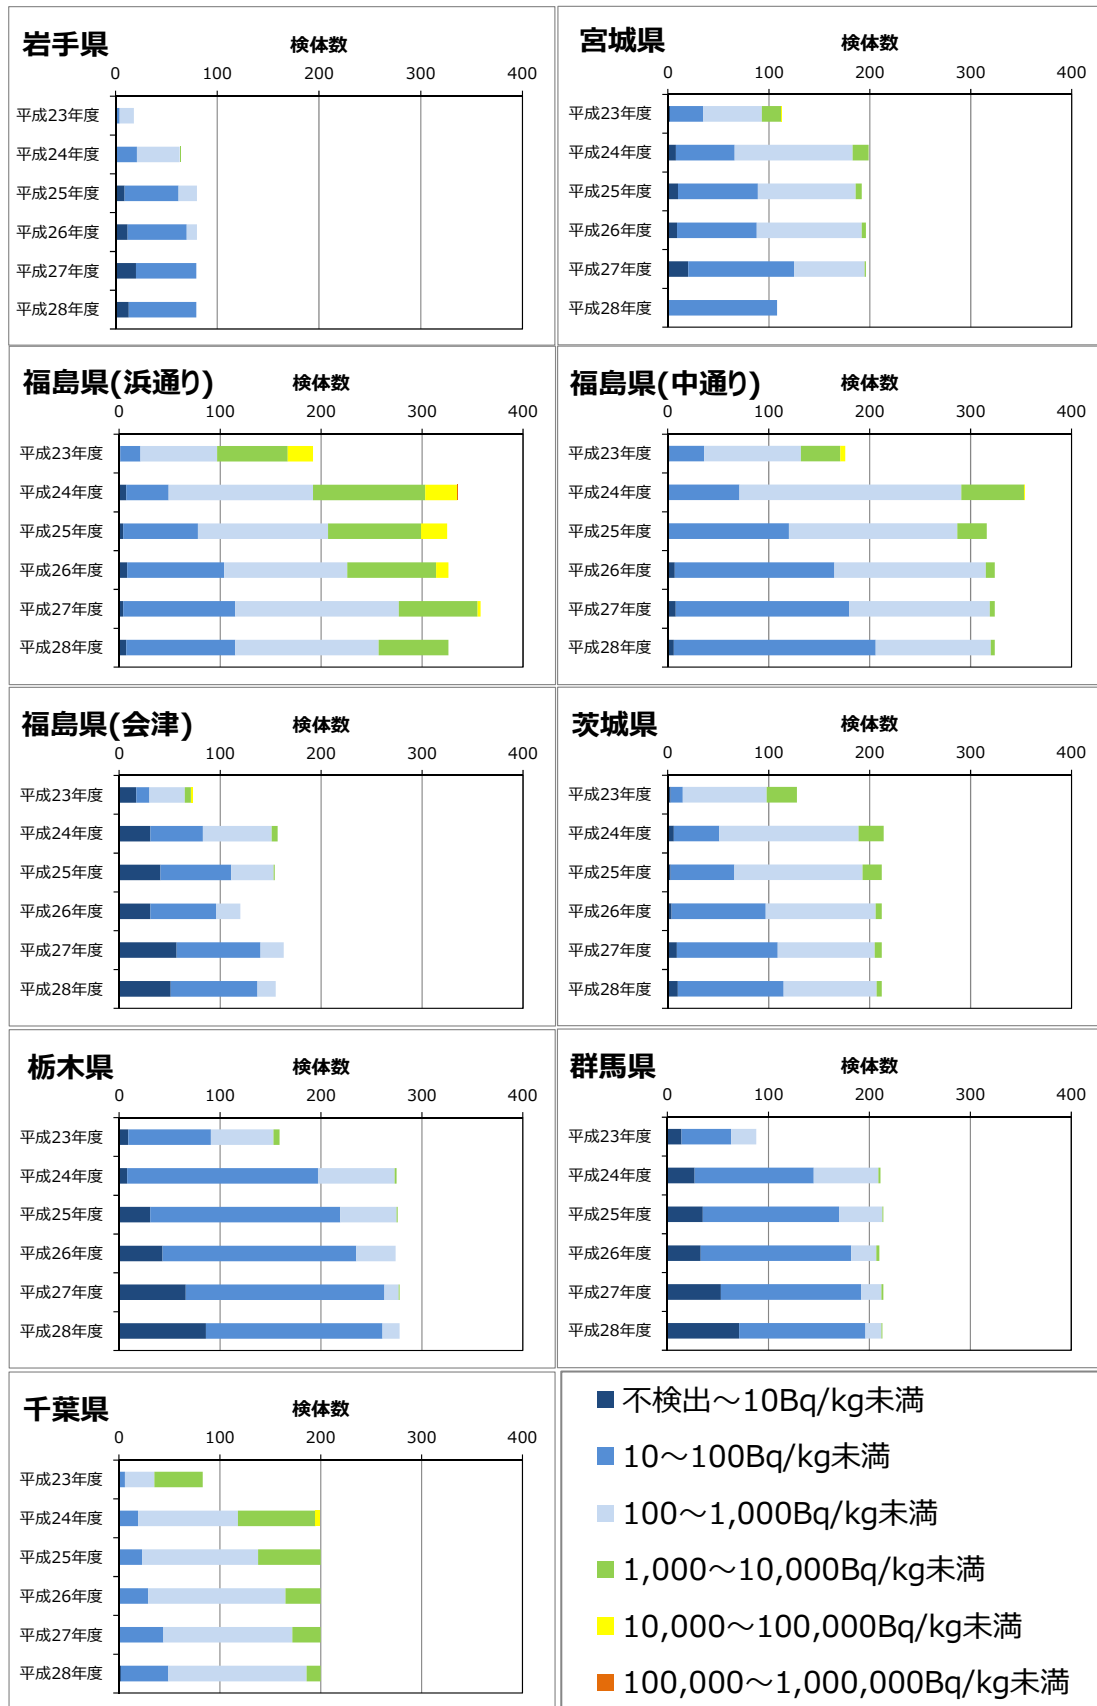 岩手県
検体数
0 100 200 300 400
平成23年度
平成24年度
平成25年度
平成26年度
平成27年度
平成28年度
宮城県
検体数
0 100 200 300 400
平成23年度
平成24年度
平成25年度
平成26年度
平成27年度
平成28年度
福島県(浜通り)
検体数
0 100 200 300 400
平成23年度
平成24年度
平成25年度
平成26年度
平成27年度
平成28年度
福島県(中通り)
検体数
0 100 200 300 400
平成23年度
平成24年度
平成25年度
平成26年度
平成27年度
平成28年度
福島県(会津)
検体数
0 100 200 300 400
平成23年度
平成24年度
平成25年度
平成26年度
平成27年度
平成28年度
茨城県
検体数
0 100 200 300 400
平成23年度
平成24年度
平成25年度
平成26年度
平成27年度
平成28年度
栃木県
検体数
0 100 200 300 400
平成23年度
平成24年度
平成25年度
平成26年度
平成27年度
平成28年度
群馬県
検体数
0 100 200 300 400
平成23年度
平成24年度
平成25年度
平成26年度
平成27年度
平成28年度
千葉県
検体数
0 100 200 300 400
平成23年度
平成24年度
平成25年度
平成26年度
平成27年度
平成28年度
不検出～10Bq/kg未満
10～100Bq/kg未満
100～1,000Bq/kg未満
1,000～10,000Bq/kg未満
10,000～100,000Bq/kg未満
100,000～1,000,000Bq/kg未満